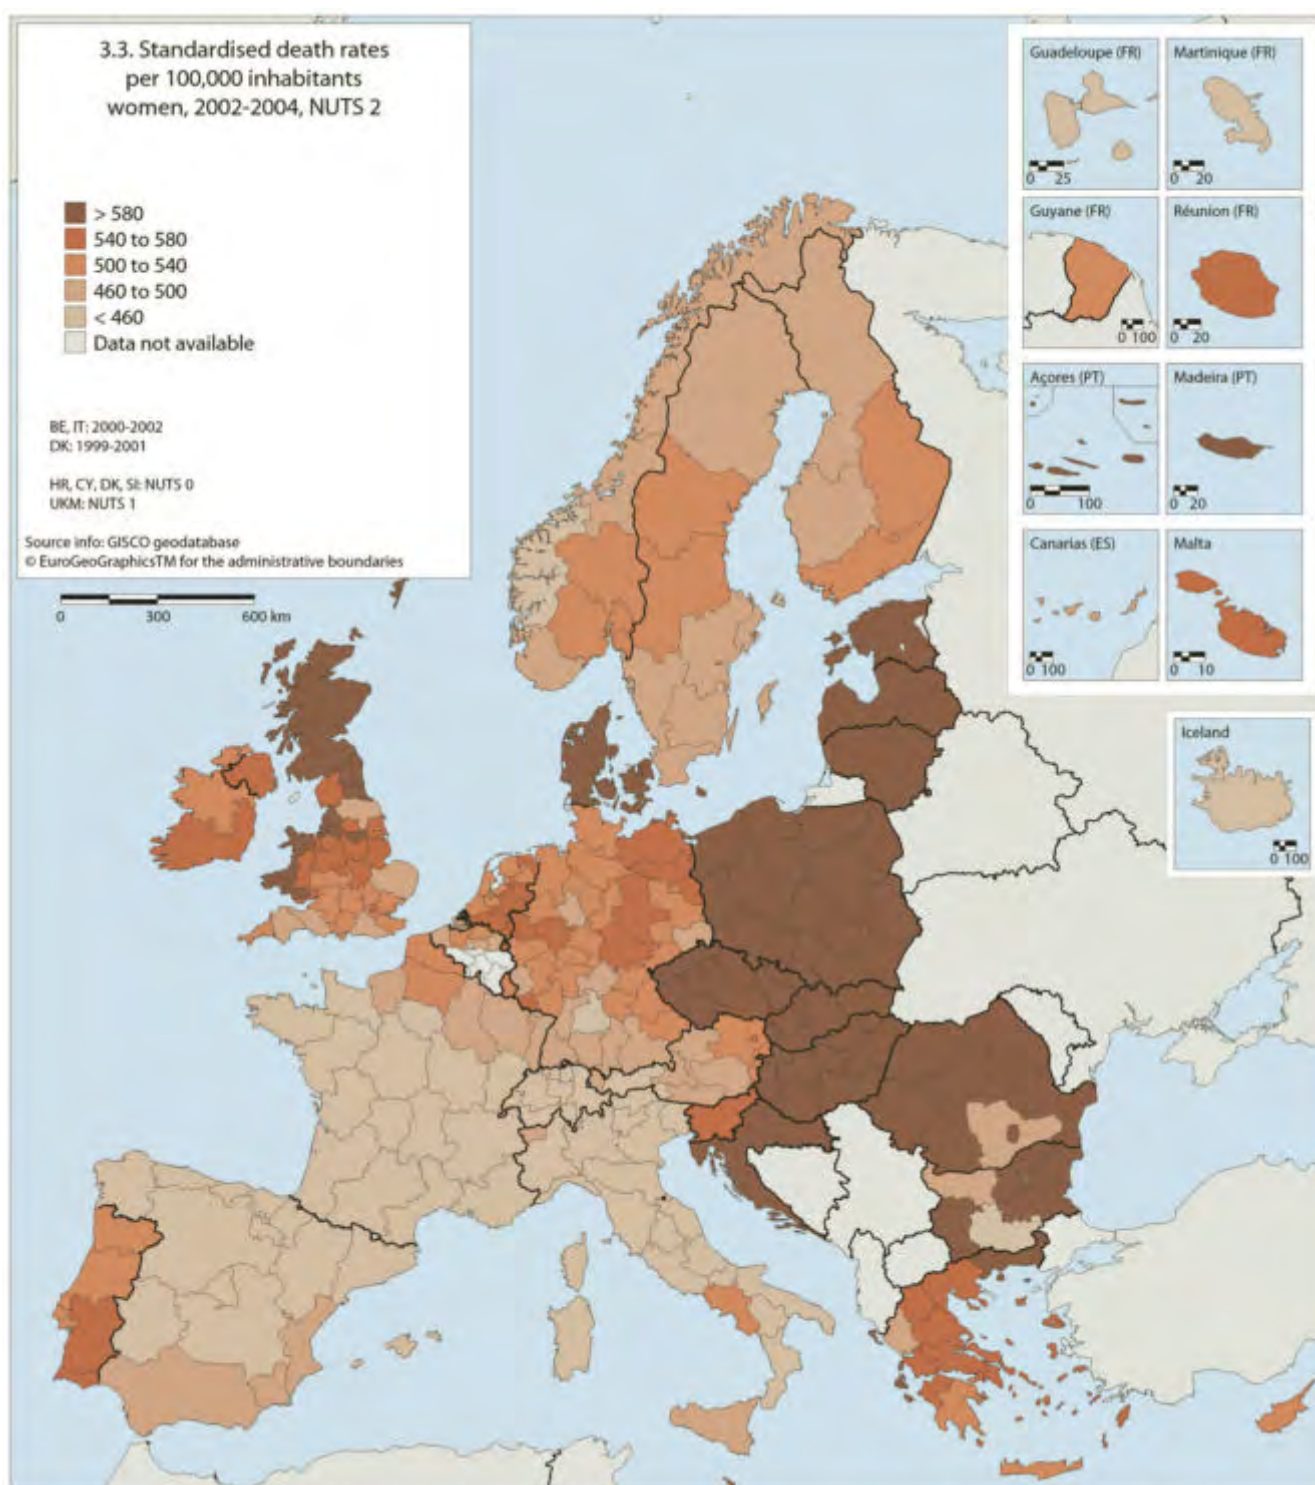 3.3. Standardised death rates
per 100,000 inhabitants
women, 2002-2004, NUTS 2
> 580
540 to 580
500 to 540
460 to 500
< 460
Data not available
BE, IT: 2000-2002
DK: 1999-2001
HR, CY, DK, SI: NUTS 0
UKM: NUTS 1
Source info: GISCO geodatabase
© EuroGeoGraphicsTM for the administrative boundaries
0 300 600 km
Guadeloupe (FR)
0 25
Martinique (FR)
0 20
Guyane (FR)
0 100
Réunion (FR)
0 20
Açores (PT)
0 100
Madeira (PT)
0 20
Canarias (ES)
0 100
Malta
0 10
Iceland
0 100